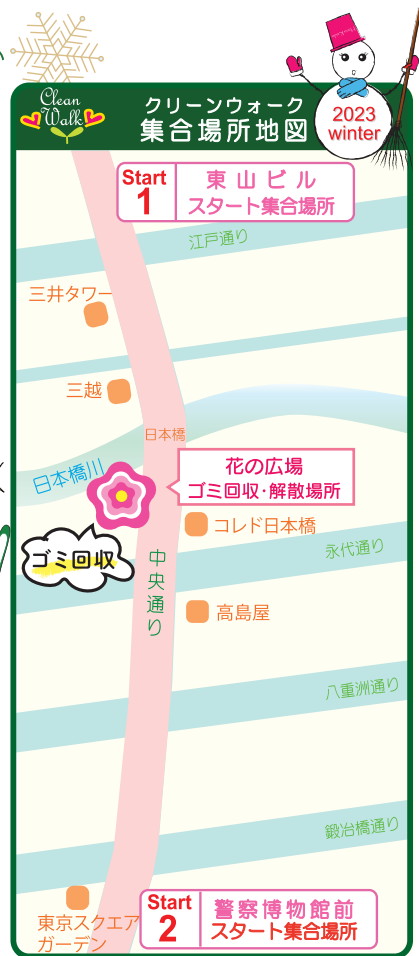 Clean
Walk
クリーンウォーク
集合場所地図
2023
winter
Start
1
東山ビル
スタート集合場所
江戸通り
三井タワー
三越
日本橋
日本橋川
花の広場
ゴミ回収・解散場所
コレド日本橋
ゴミ回収
永代通り
中央通り
高島屋
八重洲通り
鍛冶橋通り
東京スクエア
ガーデン
Start
2
警察博物館前
スタート集合場所